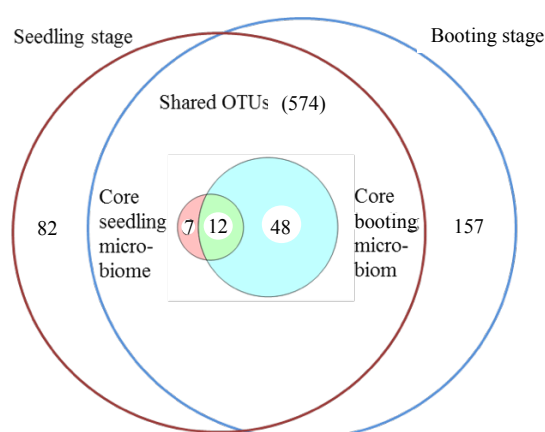 Seedling stage
Booting stage
Shared OTUs (574)
Core
seedling
micro-
biome
Core
booting
micro-
biom
82
7
12
48
157